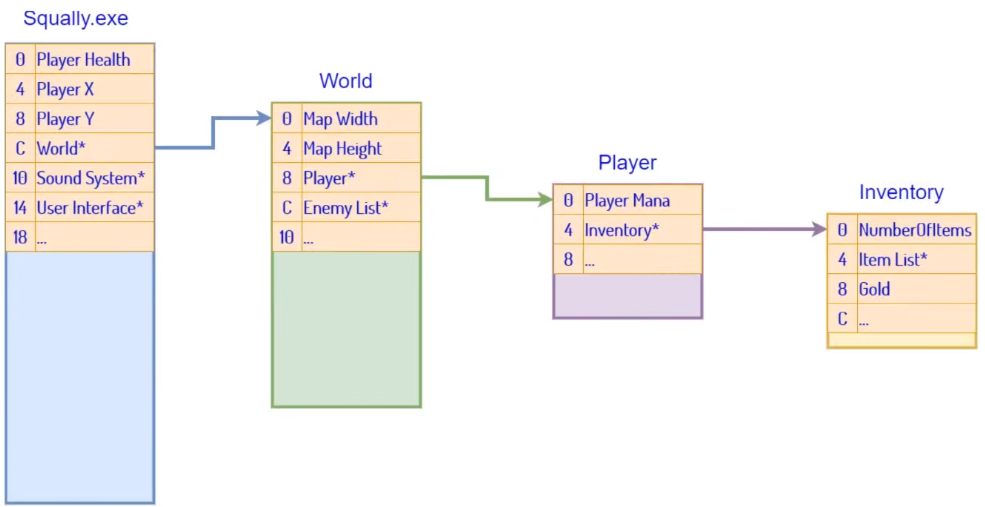 Squally.exe
0 Player Health
4 Player X
8 Player Y
C World*
10 Sound System*
14 User Interface*
18 ...
World
0 Map Width
4 Map Height
8 Player*
C Enemy List*
10 ...
Player
0 Player Mana
4 Inventory*
8 ...
Inventory
0 NumberOfItems
4 Item List*
8 Gold
C ...